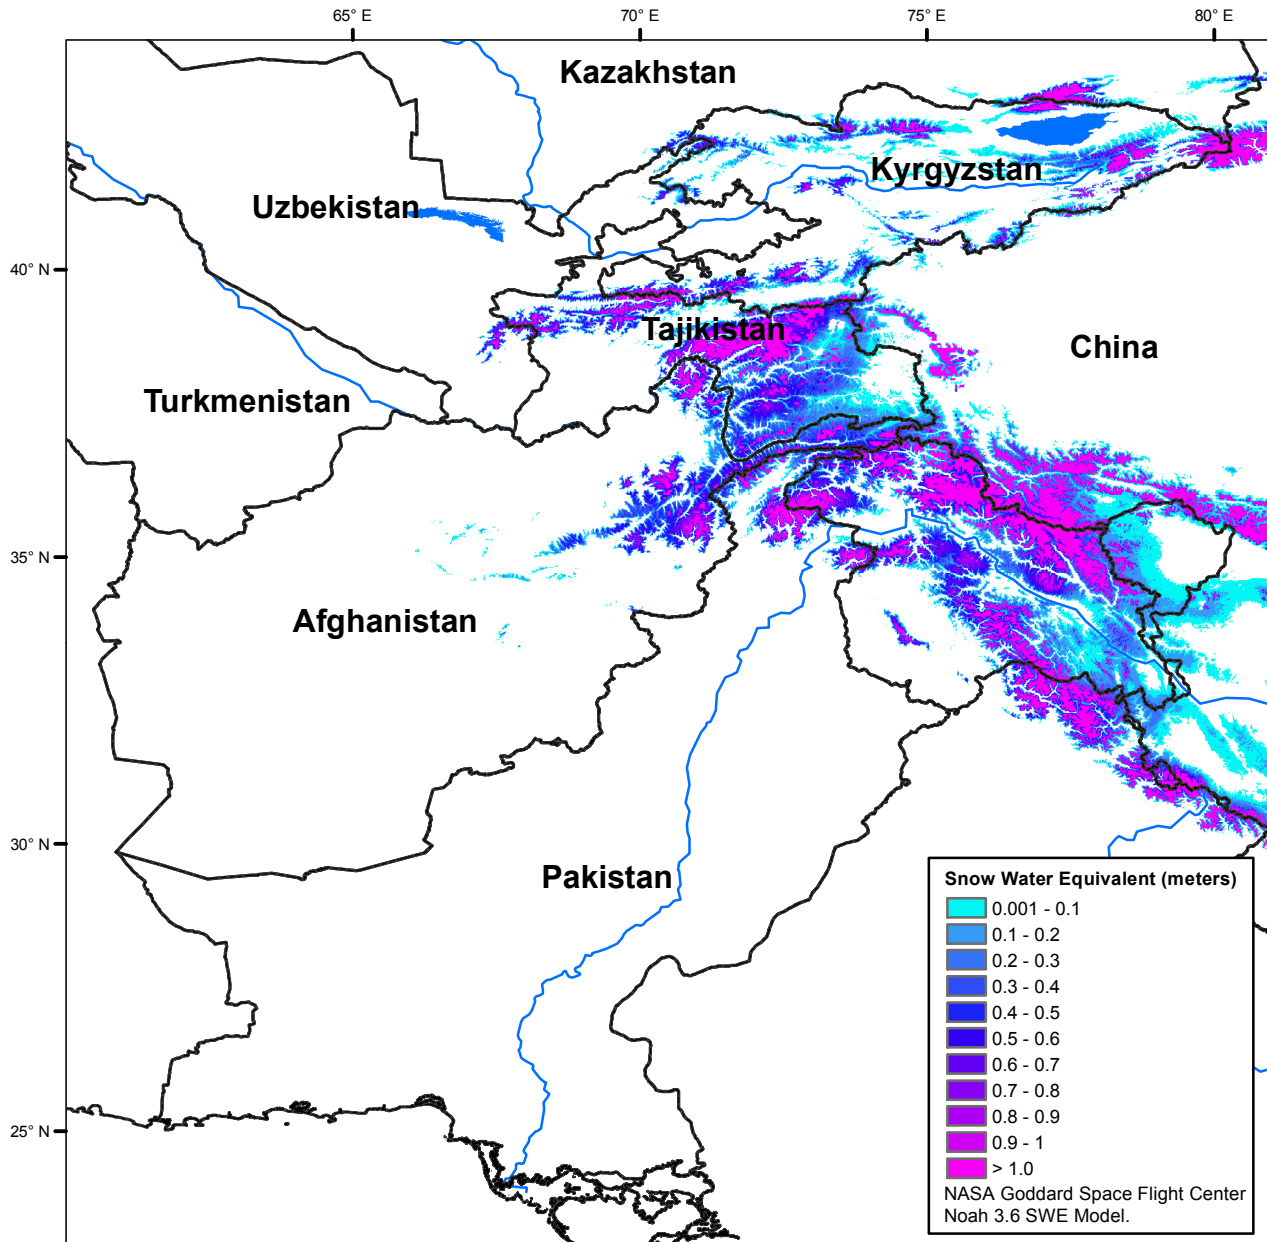 65° E
70° E
75° E
80° E
Kazakhstan
Kyrgyzstan
Uzbekistan
40° N
Tajikistan
China
Turkmenistan
35° N
Afghanistan
30° N
Pakistan
25° N
Snow Water Equivalent (meters)
0.001 - 0.1
0.1 - 0.2
0.2 - 0.3
0.3 - 0.4
0.4 - 0.5
0.5 - 0.6
0.6 - 0.7
0.7 - 0.8
0.8 - 0.9
0.9 - 1
> 1.0
NASA Goddard Space Flight Center
Noah 3.6 SWE Model.